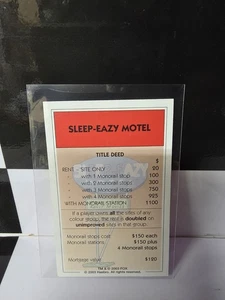 SLEEP-EAZY MOTEL
TITLE DEED
$
RENT - SITE ONLY 20
with 1 Monorail stop 100
with 2 Monorail stops 300
with 3 Monorail stops 750
with 4 Monorail stops 925
WITH MONORAIL STATION 1100
If a player owns all the sites of any
colour group, the rent is doubled on
unimproved sites in that group.
Monorail stops cost $150 each
Monorail stations $150 plus
4 Monorail stops
Mortgage value $120
All Rights Reserved.